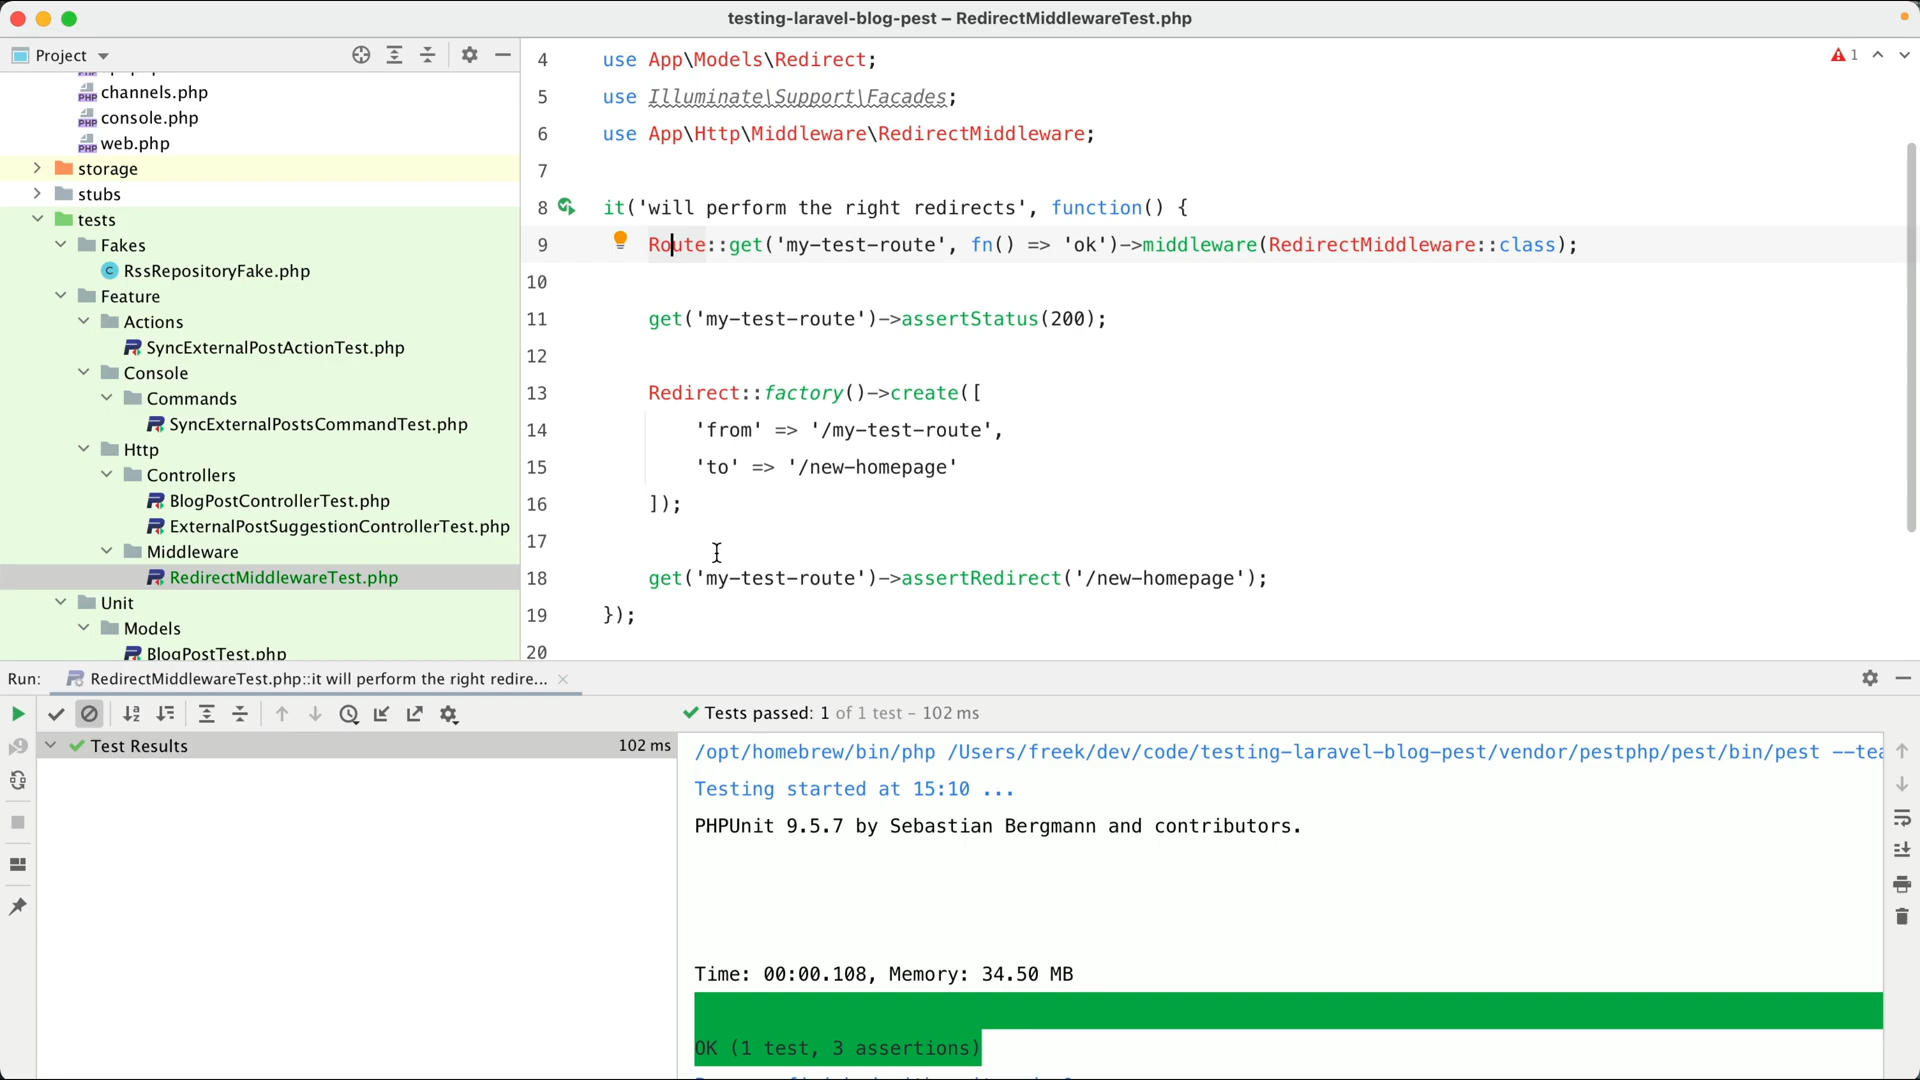 testing-laravel-blog-pest – RedirectMiddlewareTest.php
Project
channels.php
console.php
web.php
storage
stubs
tests
Fakes
RssRepositoryFake.php
Feature
Actions
SyncExternalPostActionTest.php
Console
Commands
SyncExternalPostsCommandTest.php
Http
Controllers
BlogPostControllerTest.php
ExternalPostSuggestionControllerTest.php
Middleware
RedirectMiddlewareTest.php
Unit
Models
BlogPostTest.php
1
4 use App\Models\Redirect;
5 use Illuminate\Support\Facades;
6 use App\Http\Middleware\RedirectMiddleware;
7
8 it('will perform the right redirects', function() {
9 Route::get('my-test-route', fn() => 'ok')->middleware(RedirectMiddleware::class);
10
11 get('my-test-route')->assertStatus(200);
12
13 Redirect::factory()->create([
14 'from' => '/my-test-route',
15 'to' => '/new-homepage'
16 ]);
17
18 get('my-test-route')->assertRedirect('/new-homepage');
19 });
20
Run: RedirectMiddlewareTest.php::it will perform the right redire...
Tests passed: 1 of 1 test – 102 ms
Test Results 102 ms
/opt/homebrew/bin/php /Users/freek/dev/code/testing-laravel-blog-pest/vendor/pestphp/pest/bin/pest --tea
Testing started at 15:10 ...
PHPUnit 9.5.7 by Sebastian Bergmann and contributors.
Time: 00:00.108, Memory: 34.50 MB
OK (1 test, 3 assertions)